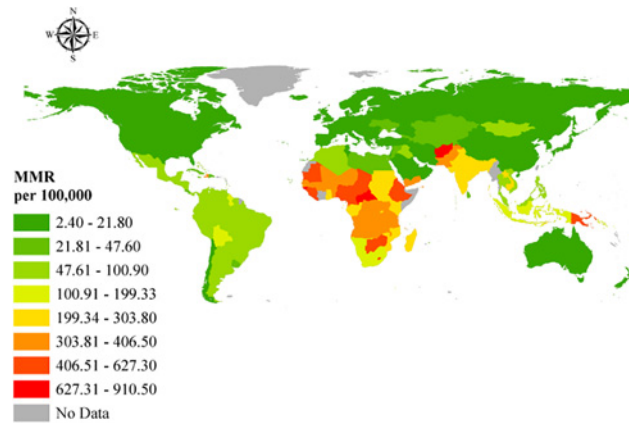 N
W E
S
MMR
per 100,000
2.40 - 21.80
21.81 - 47.60
47.61 - 100.90
100.91 - 199.33
199.34 - 303.80
303.81 - 406.50
406.51 - 627.30
627.31 - 910.50
No Data